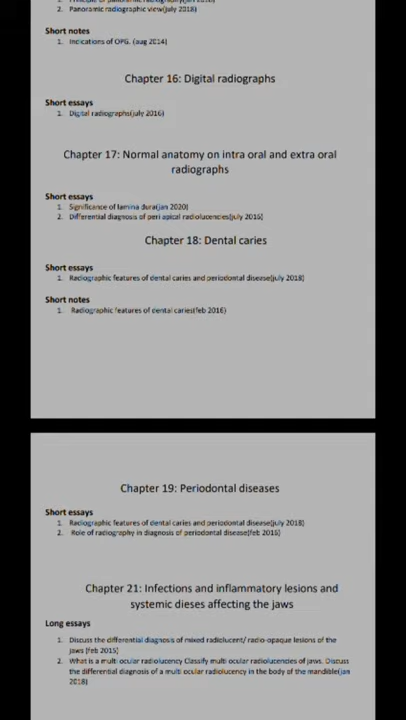 2. Panoramic radiographic view(july 2018)
Short notes
1. Indications of OPG. (aug 2014)
Chapter 16: Digital radiographs
Short essays
1. Digital radiographs(july 2016)
Chapter 17: Normal anatomy on intra oral and extra oral
radiographs
Short essays
1. Significance of lamina dura(jan 2020)
2. Differential diagnosis of peri apical radiolucencies(july 2015)
Chapter 18: Dental caries
Short essays
1. Radiographic features of dental caries and periodontal disease(july 2018)
Short notes
1. Radiographic features of dental caries(feb 2016)
Chapter 19: Periodontal diseases
Short essays
1. Radiographic features of dental caries and periodontal disease(july 2018)
2. Role of radiography in diagnosis of periodontal disease(feb 2015)
Chapter 21: Infections and inflammatory lesions and
systemic dieses affecting the jaws
Long essays
1. Discuss the differential diagnosis of mixed radiolucent/ radio-opaque lesions of the
jaws (feb 2015)
2. What is a multi ocular radiolucency Classify multi ocular radiolucencies of jaws. Discuss
the differential diagnosis of a multi ocular radiolucency in the body of the mandible(jan
2018)